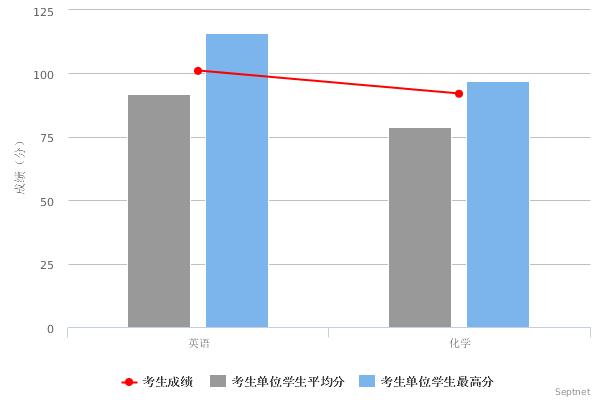 125
100
75
50
25
0
成绩（分）
英语
化学
考生成绩
考生单位学生平均分
考生单位学生最高分
Septnet